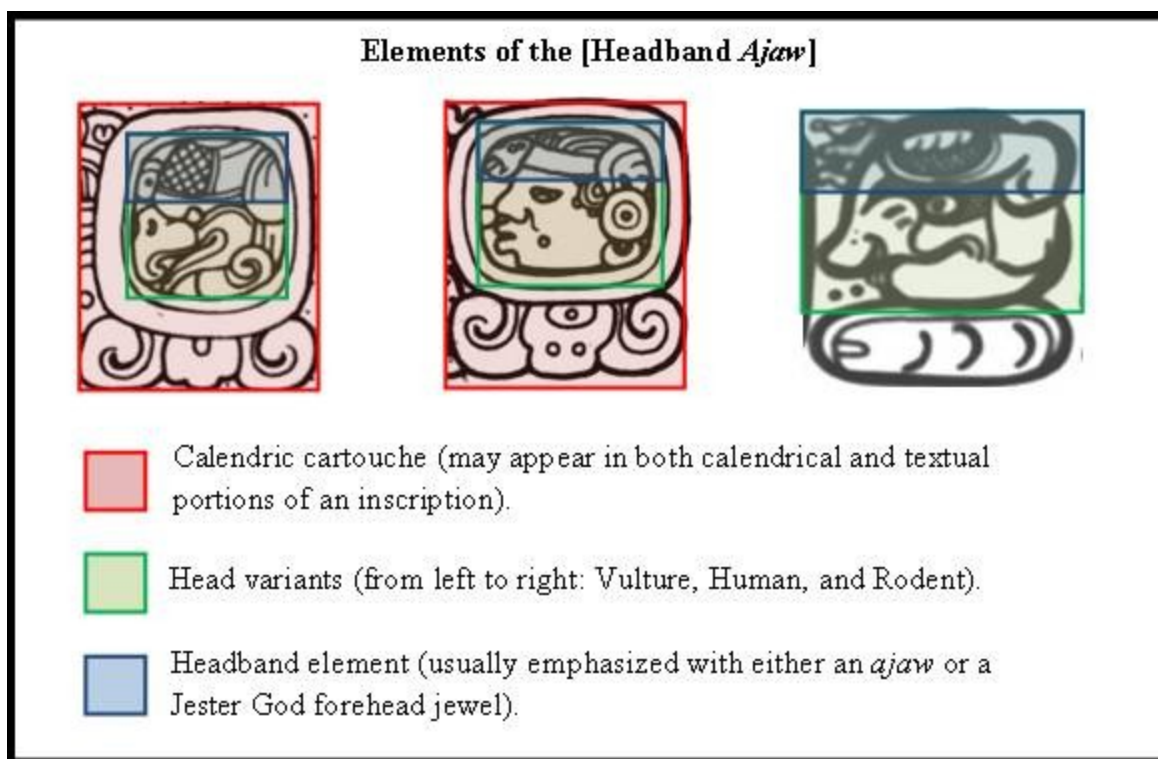 Elements of the [Headband Ajaw]
Calendric cartouche (may appear in both calendrical and textual
portions of an inscription).
Head variants (from left to right: Vulture, Human, and Rodent).
Headband element (usually emphasized with either an ajaw or a
Jester God forehead jewel).